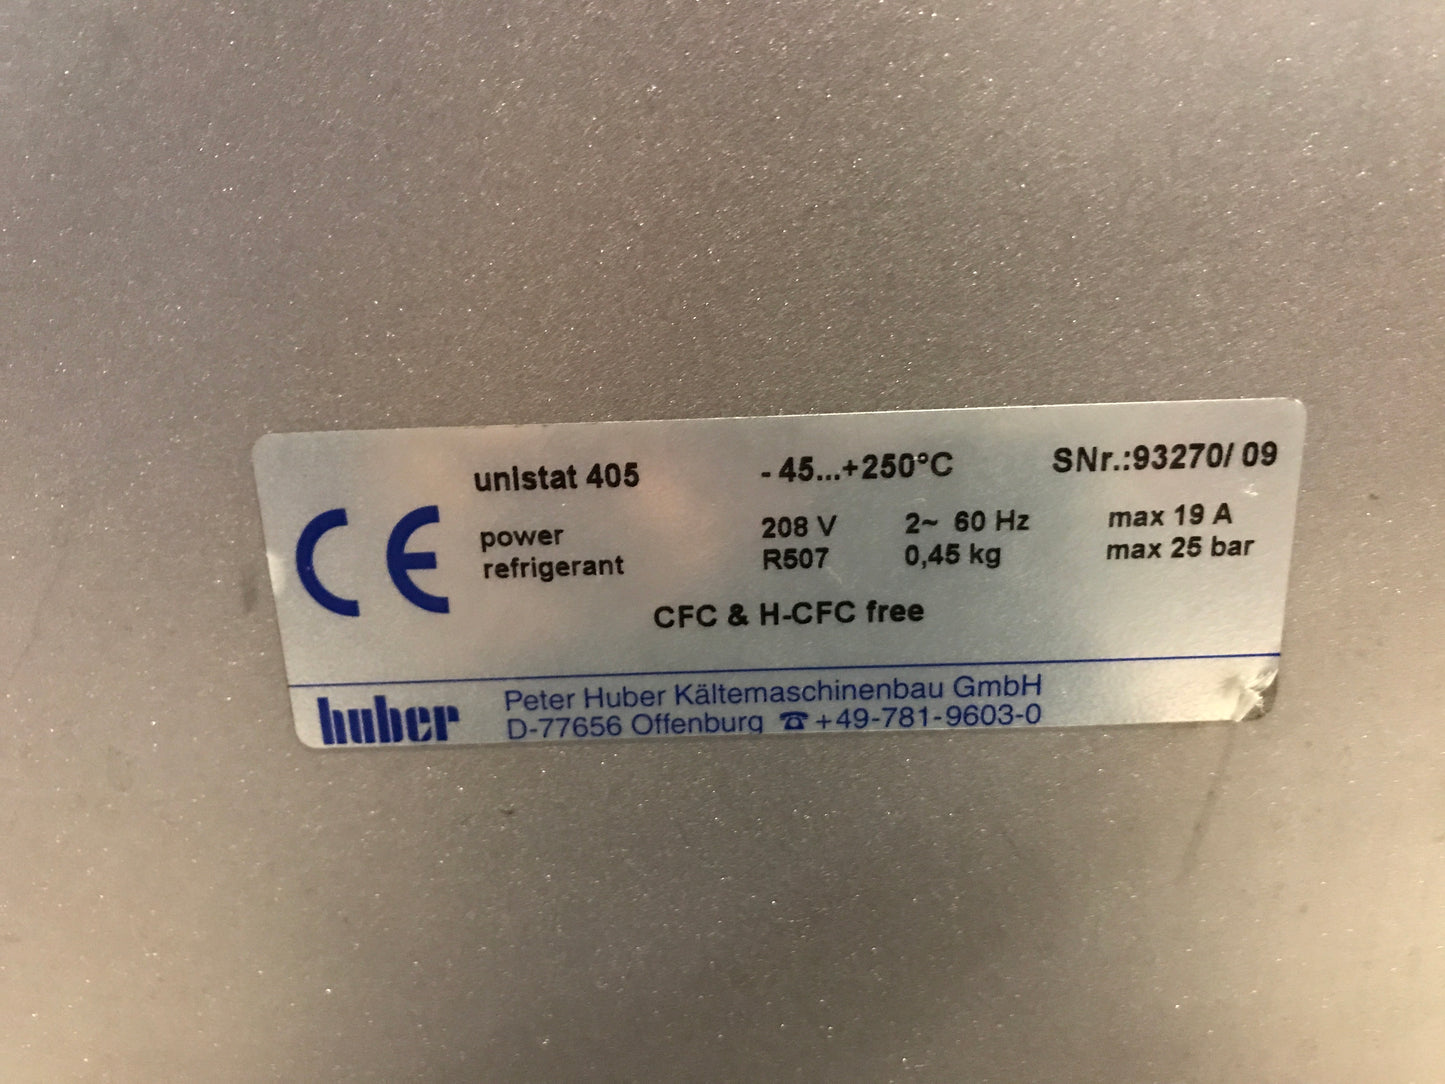 unistat 405 - 45...+250°C SNr.:93270/ 09
CE
power 208 V 2~ 60 Hz max 19 A
refrigerant R507 0,45 kg max 25 bar
CFC & H-CFC free
huber
Peter Huber Kältemaschinenbau GmbH
D-77656 Offenburg ☎ +49-781-9603-0